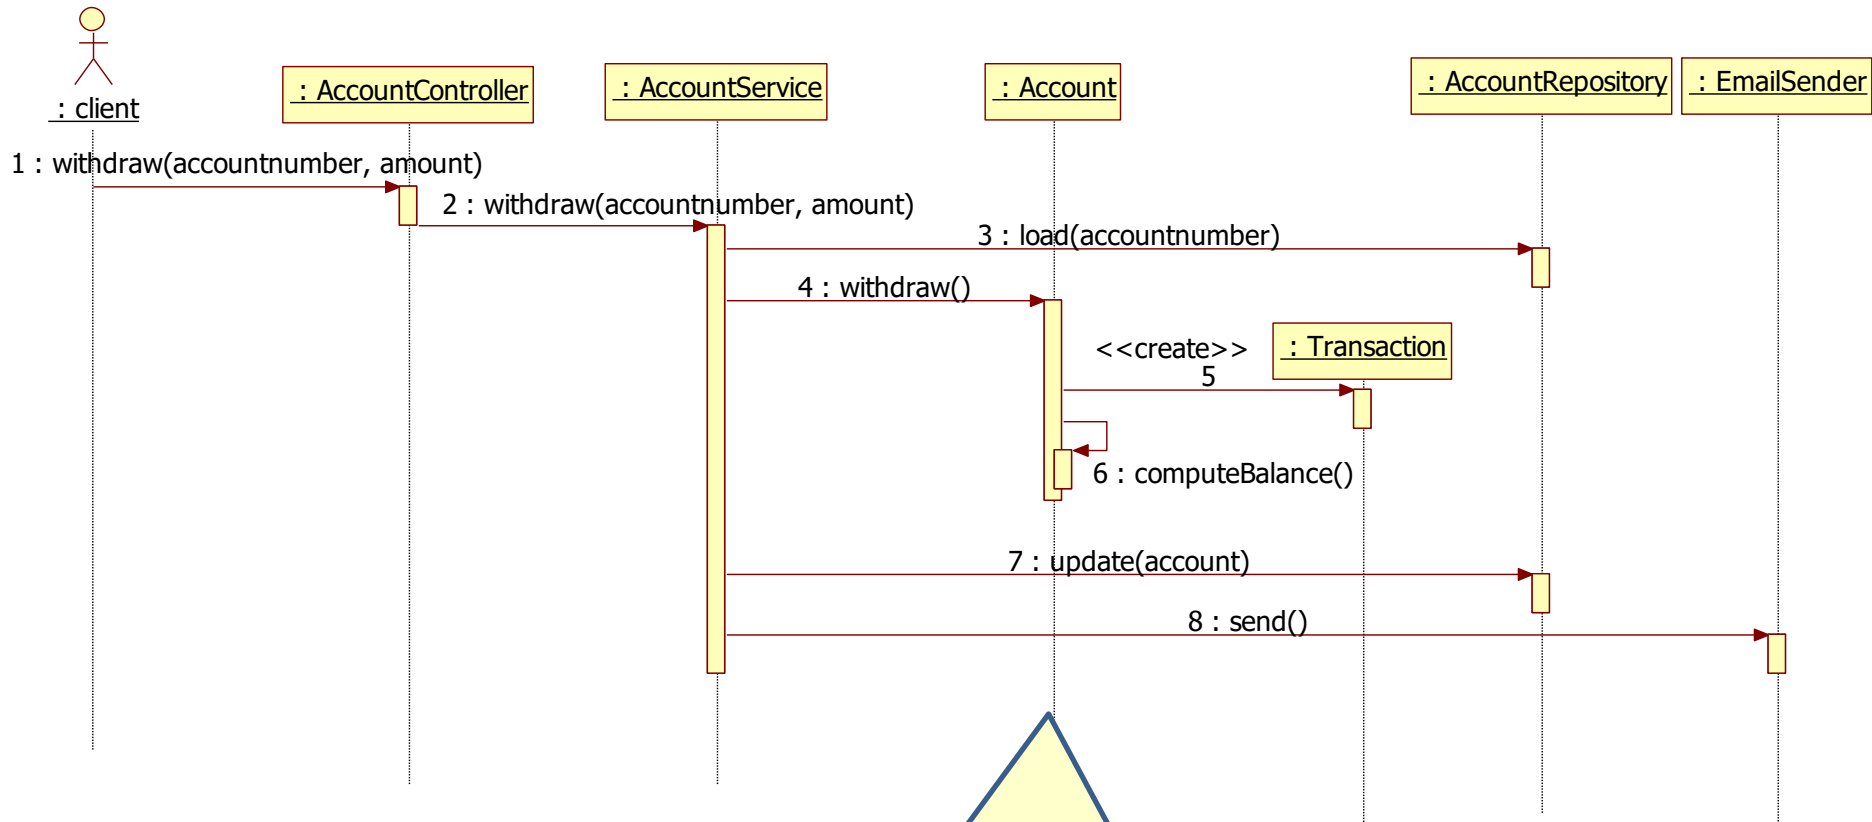 : client
: AccountController
: AccountService
: Account
: AccountRepository
: EmailSender
1 : withdraw(accountnumber, amount)
2 : withdraw(accountnumber, amount)
3 : load(accountnumber)
4 : withdraw()
<<create>>
5
: Transaction
6 : computeBalance()
7 : update(account)
8 : send()